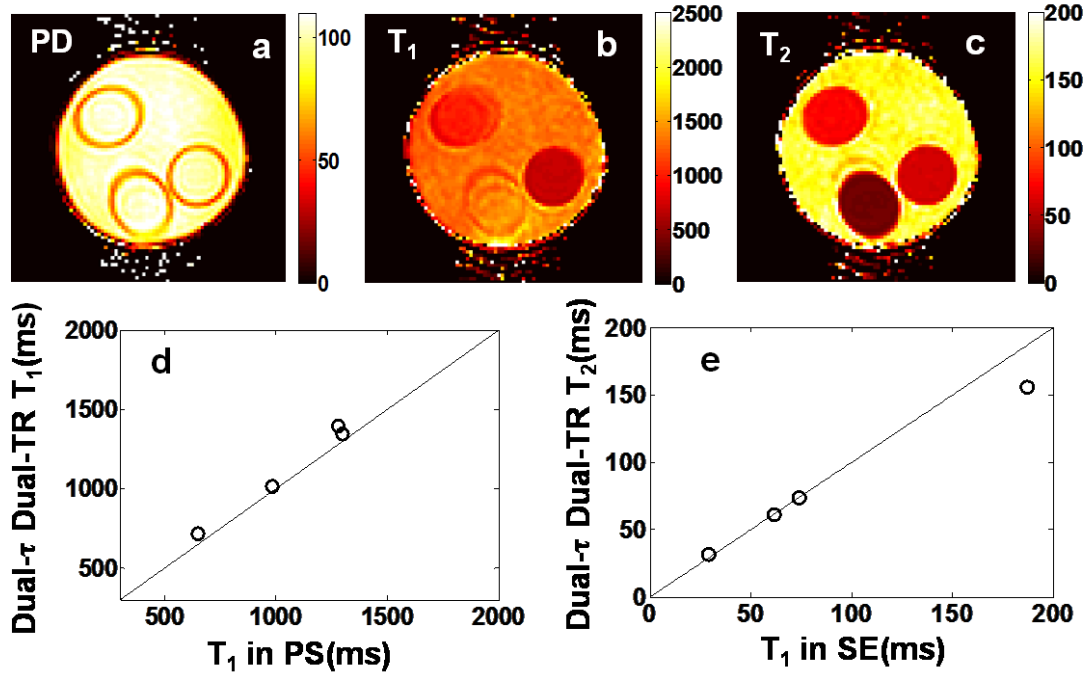 PD
a
100
50
0
T₁
b
2500
2000
1500
1000
500
0
T₂
c
200
150
100
50
0
Dual-τ Dual-TR T₁(ms)
d
2000
1500
1000
500
500 1000 1500 2000
T₁ in PS(ms)
Dual-τ Dual-TR T₂(ms)
e
200
150
100
50
0
0 50 100 150 200
T₁ in SE(ms)